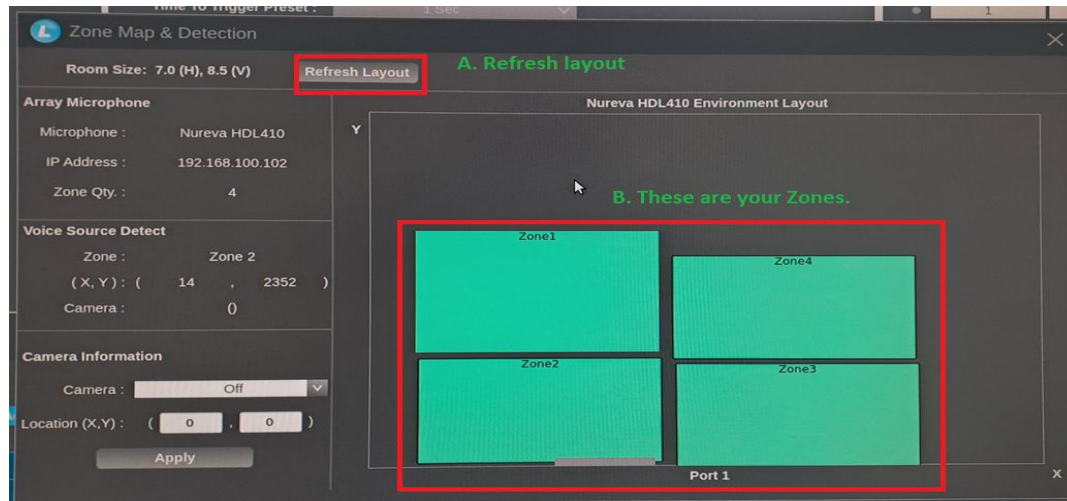 Time To Trigger Preset :
1 Sec
1
Zone Map & Detection
Room Size: 7.0 (H), 8.5 (V)
Refresh Layout
A. Refresh layout
Array Microphone
Microphone : Nureva HDL410
IP Address : 192.168.100.102
Zone Qty. : 4
Voice Source Detect
Zone : Zone 2
( X, Y ) : ( 14 , 2352 )
Camera : ()
Camera Information
Camera : Off
Location (X,Y) : ( 0 , 0 )
Apply
Nureva HDL410 Environment Layout
Y
B. These are your Zones.
Zone1
Zone4
Zone2
Zone3
Port 1
X